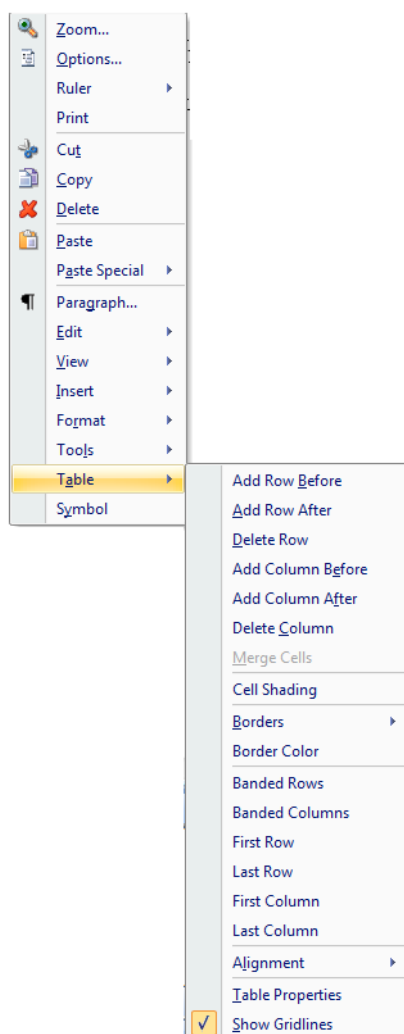 Zoom...
Options...
Ruler
Print
Cut
Copy
Delete
Paste
Paste Special
¶ Paragraph...
Edit
View
Insert
Format
Tools
Table
Symbol
Add Row Before
Add Row After
Delete Row
Add Column Before
Add Column After
Delete Column
Merge Cells
Cell Shading
Borders
Border Color
Banded Rows
Banded Columns
First Row
Last Row
First Column
Last Column
Alignment
Table Properties
Show Gridlines